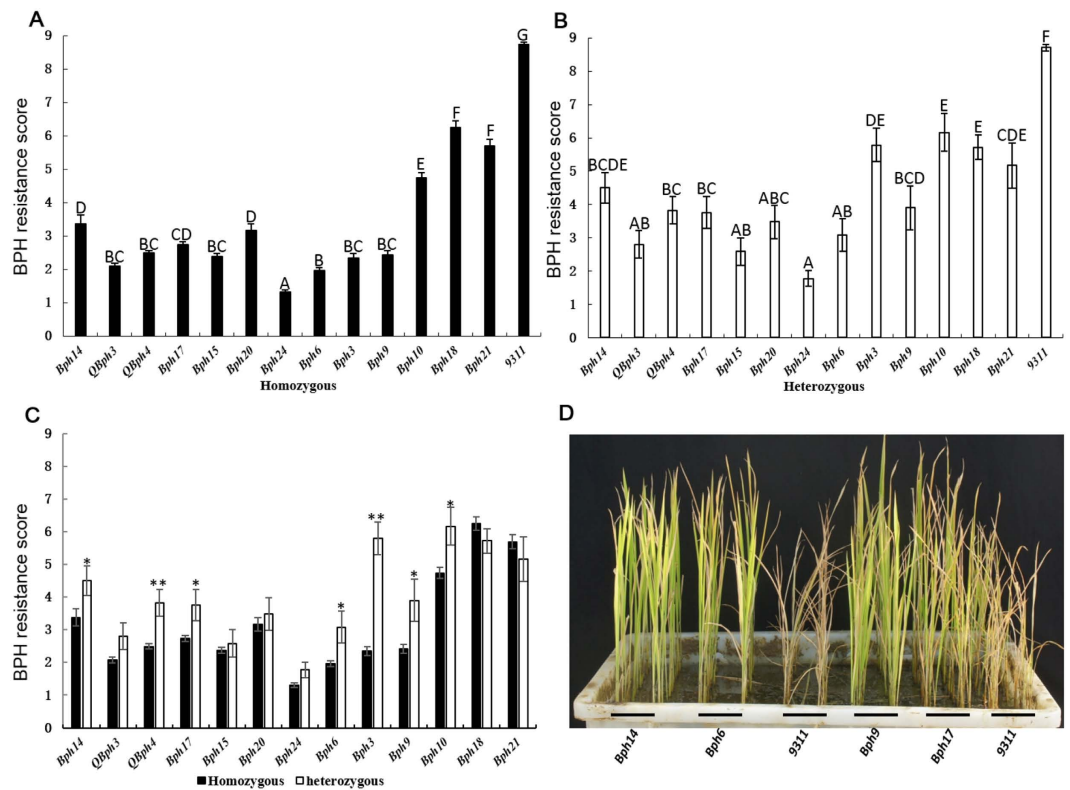 A
BPH resistance score
9
8
7
6
5
4
3
2
1
0
D
BC
BC
CD
BC
D
A
B
BC
BC
E
F
F
G
Bph14
QBph3
QBph4
Bph17
Bph15
Bph20
Bph24
Bph6
Bph3
Bph9
Bph10
Bph18
Bph21
9311
Homozygous
B
BPH resistance score
9
8
7
6
5
4
3
2
1
0
BCDE
AB
BC
BC
AB
ABC
A
AB
DE
BCD
E
E
CDE
F
Bph14
QBph3
QBph4
Bph17
Bph15
Bph20
Bph24
Bph6
Bph3
Bph9
Bph10
Bph18
Bph21
9311
Heterozygous
C
BPH resistance score
9
8
7
6
5
4
3
2
1
0
*
**
*
*
**
*
*
Bph14
QBph3
QBph4
Bph17
Bph15
Bph20
Bph24
Bph6
Bph3
Bph9
Bph10
Bph18
Bph21
Homozygous heterozygous
D
Bph14
Bph6
9311
Bph9
Bph17
9311